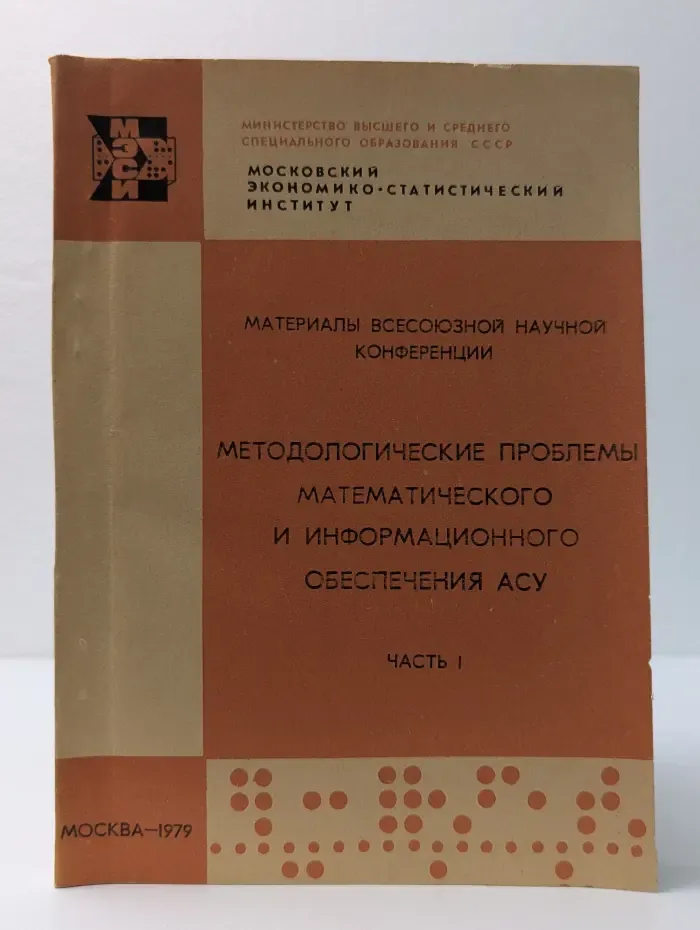 МЭСИ
МИНИСТЕРСТВО ВЫСШЕГО И СРЕДНЕГО
СПЕЦИАЛЬНОГО ОБРАЗОВАНИЯ СССР
МОСКОВСКИЙ
ЭКОНОМИКО-СТАТИСТИЧЕСКИЙ
ИНСТИТУТ
МАТЕРИАЛЫ ВСЕСОЮЗНОЙ НАУЧНОЙ
КОНФЕРЕНЦИИ
МЕТОДОЛОГИЧЕСКИЕ ПРОБЛЕМЫ
МАТЕМАТИЧЕСКОГО
И ИНФОРМАЦИОННОГО
ОБЕСПЕЧЕНИЯ АСУ
ЧАСТЬ I
МОСКВА—1979